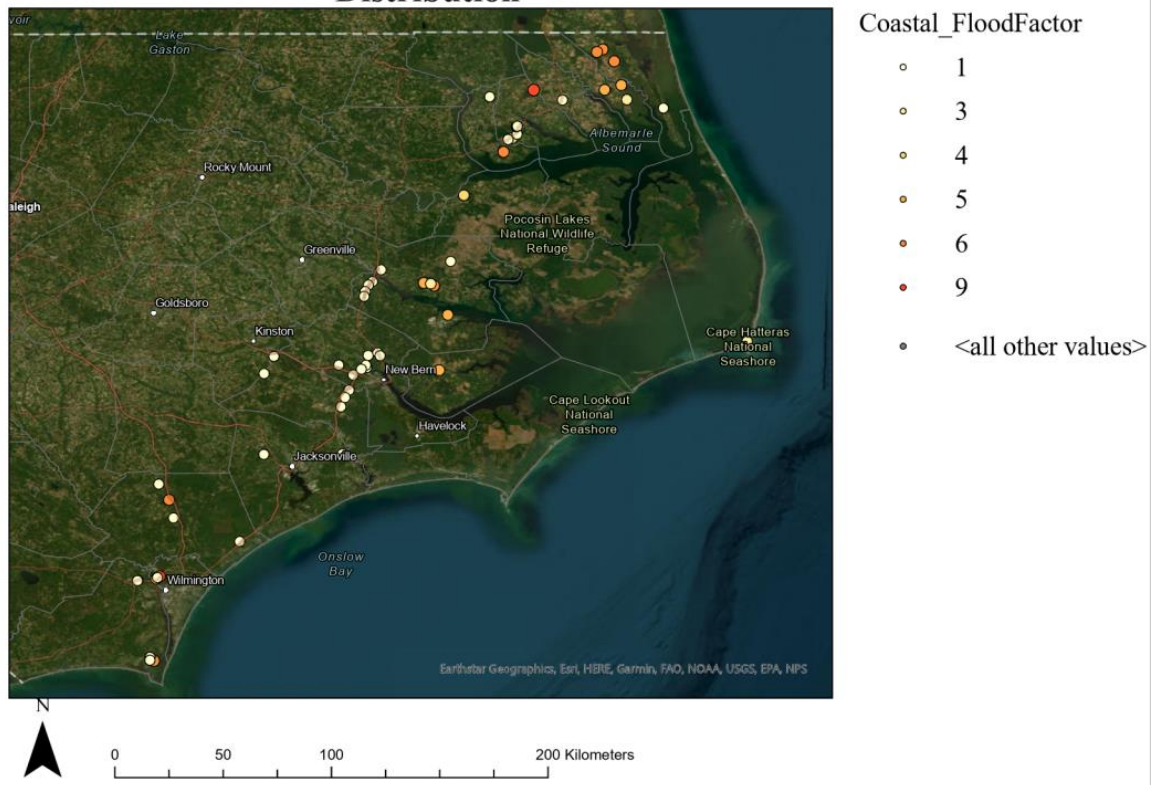 Distribution
voir
Lake
Gaston
Albemarle
Sound
Rocky Mount
aleigh
Pocosin Lakes
National Wildlife
Refuge
Greenville
Goldsboro
Kinston
Cape Hatteras
National
Seashore
New Bern
Cape Lookout
National
Seashore
Havelock
Jacksonville
Onslow
Bay
Wilmington
Earthstar Geographics, Esri, HERE, Garmin, FAO, NOAA, USGS, EPA, NPS
Coastal_FloodFactor
1
3
4
5
6
9
<all other values>
N
0 50 100 200 Kilometers